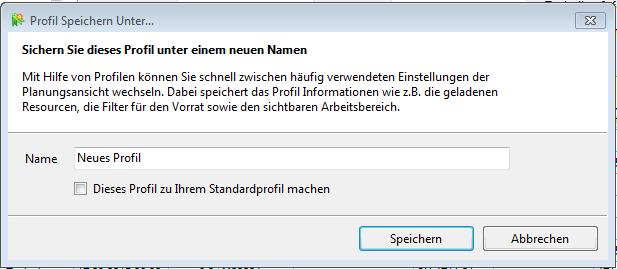 Profil Speichern Unter...
Sichern Sie dieses Profil unter einem neuen Namen
Mit Hilfe von Profilen können Sie schnell zwischen häufig verwendeten Einstellungen der
Planungsansicht wechseln. Dabei speichert das Profil Informationen wie z.B. die geladenen
Resourcen, die Filter für den Vorrat sowie den sichtbaren Arbeitsbereich.
Name Neues Profil
Dieses Profil zu Ihrem Standardprofil machen
Speichern Abbrechen